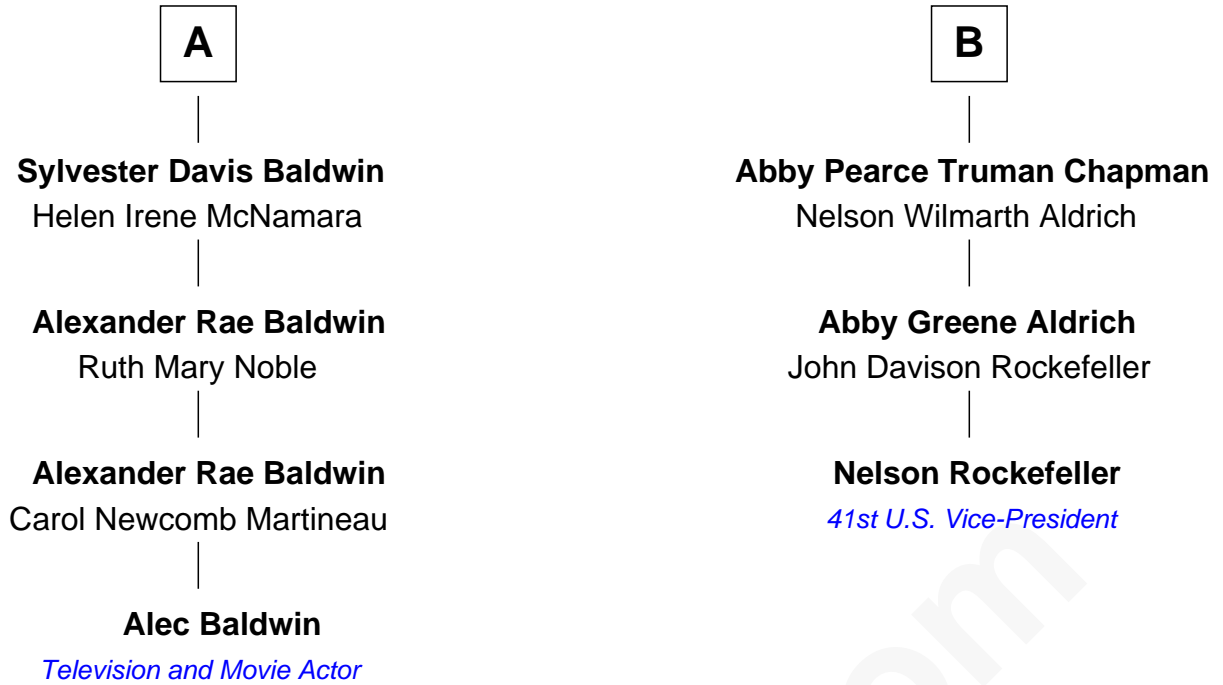 A
Sylvester Davis Baldwin
Helen Irene McNamara
Alexander Rae Baldwin
Ruth Mary Noble
Alexander Rae Baldwin
Carol Newcomb Martineau
Alec Baldwin
Television and Movie Actor
B
Abby Pearce Truman Chapman
Nelson Wilmarth Aldrich
Abby Greene Aldrich
John Davison Rockefeller
Nelson Rockefeller
41st U.S. Vice-President